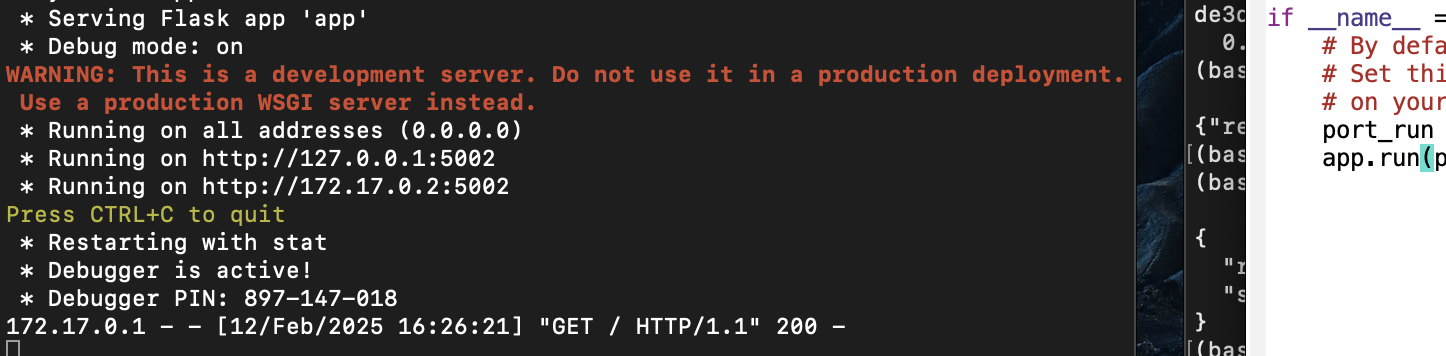 * Serving Flask app 'app'
* Debug mode: on
WARNING: This is a development server. Do not use it in a production deployment.
Use a production WSGI server instead.
* Running on all addresses (0.0.0.0)
* Running on http://127.0.0.1:5002
* Running on http://172.17.0.2:5002
Press CTRL+C to quit
* Restarting with stat
* Debugger is active!
* Debugger PIN: 897-147-018
172.17.0.1 - - [12/Feb/2025 16:26:21] "GET / HTTP/1.1" 200 -
de3c
0.
(bas
{"re
[(bas
(bas
{
"r
"s
}
[(bas
if __name__ =
# By defa
# Set thi
# on your
port_run
app.run(p